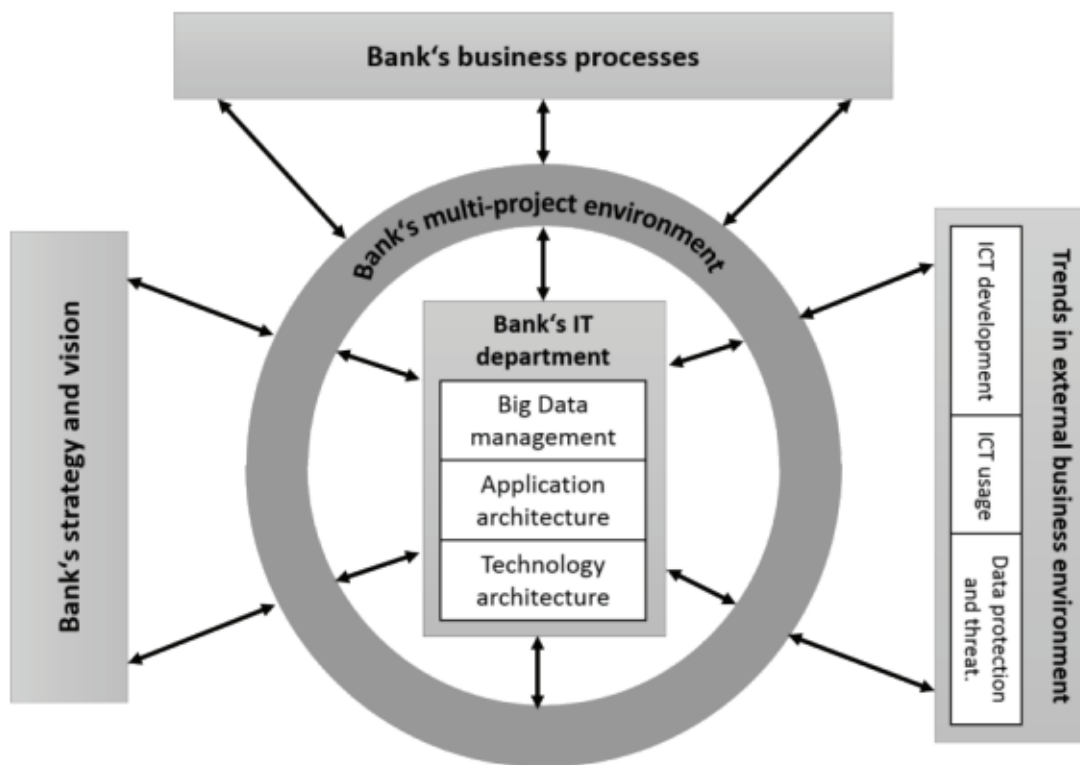 Bank‘s business processes
Bank‘s multi-project environment
Bank‘s strategy and vision
Bank‘s IT
department
Big Data
management
Application
architecture
Technology
architecture
Trends in external business environment
ICT development
ICT usage
Data protection
and threat.